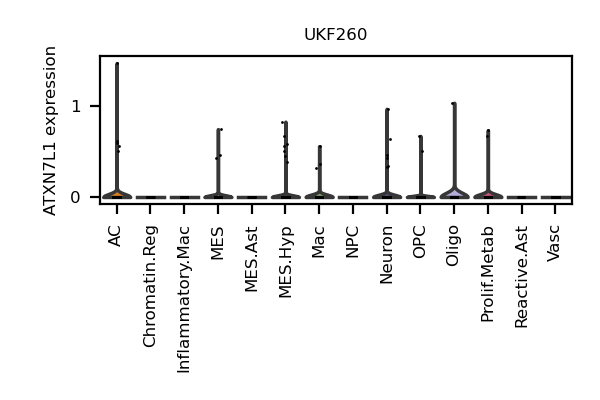 UKF260
ATXN7L1 expression
1
0
AC
Chromatin.Reg
Inflammatory.Mac
MES
MES.Ast
MES.Hyp
Mac
NPC
Neuron
OPC
Oligo
Prolif.Metab
Reactive.Ast
Vasc